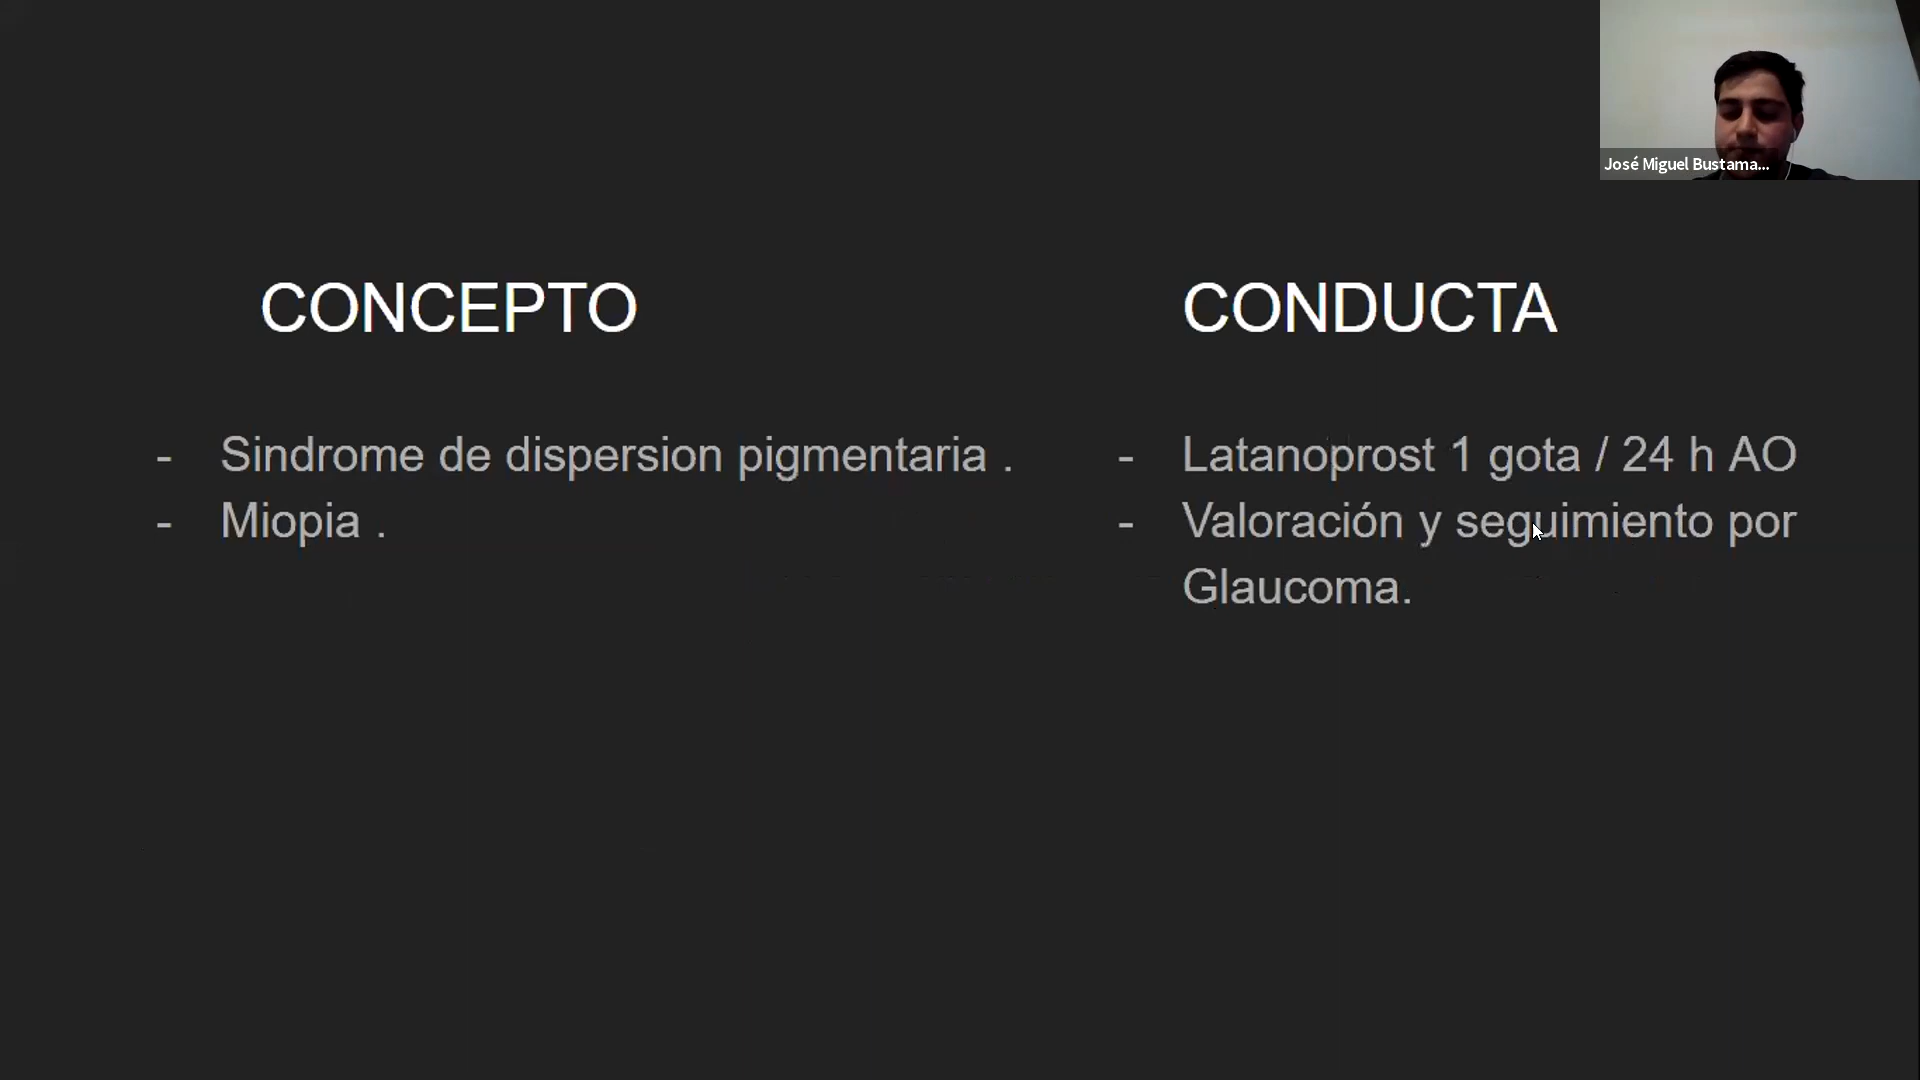 José Miguel Bustama...
CONCEPTO
- Sindrome de dispersion pigmentaria .
- Miopia .
CONDUCTA
- Latanoprost 1 gota / 24 h AO
- Valoración y seguimiento por
Glaucoma.